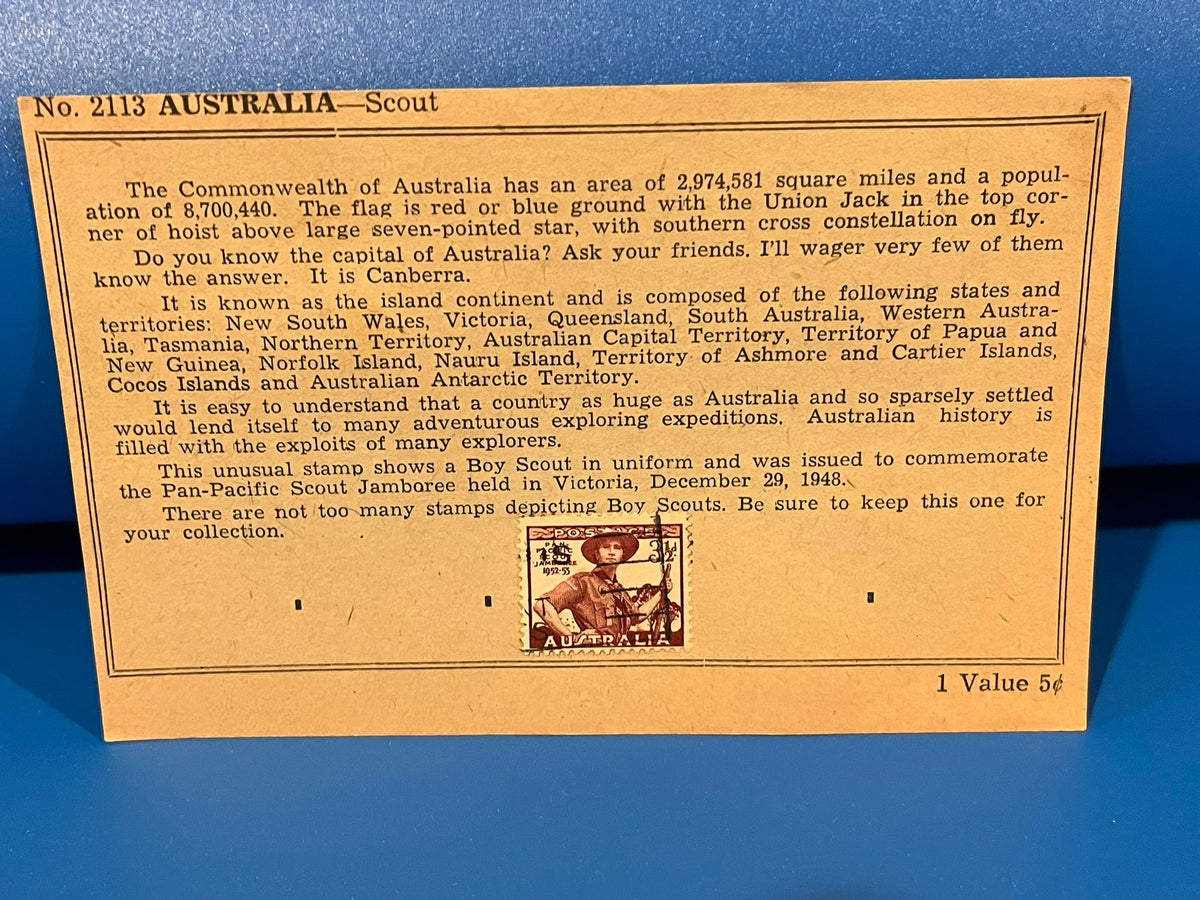 No. 2113 AUSTRALIA—Scout
The Commonwealth of Australia has an area of 2,974,581 square miles and a popul-
ation of 8,700,440. The flag is red or blue ground with the Union Jack in the top cor-
ner of hoist above large seven-pointed star, with southern cross constellation on fly.
Do you know the capital of Australia? Ask your friends. I'll wager very few of them
know the answer. It is Canberra.
It is known as the island continent and is composed of the following states and
territories: New South Wales, Victoria, Queensland, South Australia, Western Austra-
lia, Tasmania, Northern Territory, Australian Capital Territory, Territory of Papua and
New Guinea, Norfolk Island, Nauru Island, Territory of Ashmore and Cartier Islands,
Cocos Islands and Australian Antarctic Territory.
It is easy to understand that a country as huge as Australia and so sparsely settled
would lend itself to many adventurous exploring expeditions. Australian history is
filled with the exploits of many explorers.
This unusual stamp shows a Boy Scout in uniform and was issued to commemorate
the Pan-Pacific Scout Jamboree held in Victoria, December 29, 1948.
There are not too many stamps depicting Boy Scouts. Be sure to keep this one for
your collection.
PAN
PACIFIC
SCOUT
JAMBOREE
1952-53
3½d
AUSTRALIA
1 Value 5¢